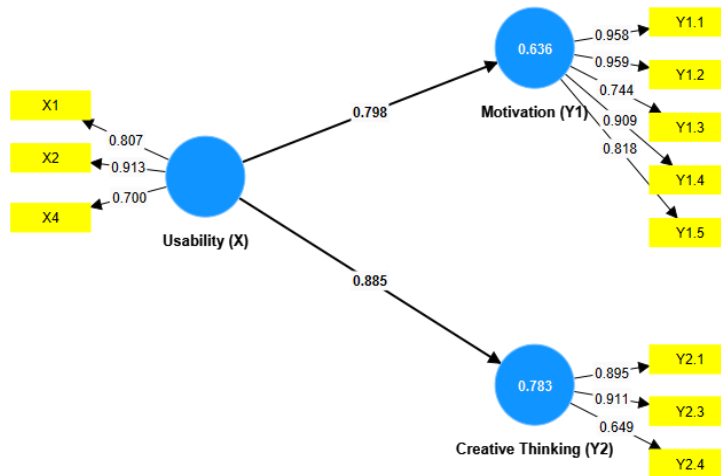 Y1.1
0.958
0.636
0.959
Y1.2
0.744
Motivation (Y1)
0.909
Y1.3
0.818
Y1.4
Y1.5
X1
0.807
0.798
X2
0.913
0.700
X4
Usability (X)
0.885
Y2.1
0.895
0.783
0.911
Y2.3
0.649
Creative Thinking (Y2)
Y2.4